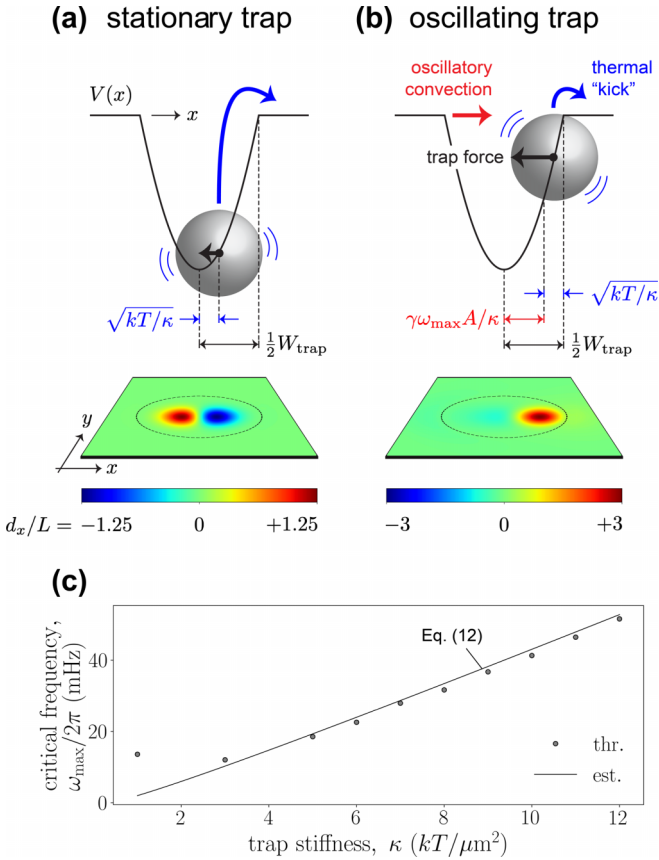 (a) stationary trap
V(x)
x
√kT/κ
½W_trap
y
x
d_x/L = −1.25 0 +1.25
(b) oscillating trap
oscillatory
convection
thermal
“kick”
trap force
√kT/κ
γω_max A/κ
½W_trap
−3 0 +3
(c)
critical frequency,
ω_max/2π (mHz)
40
20
0
Eq. (12)
thr.
est.
2 4 6 8 10 12
trap stiffness, κ (kT/μm²)